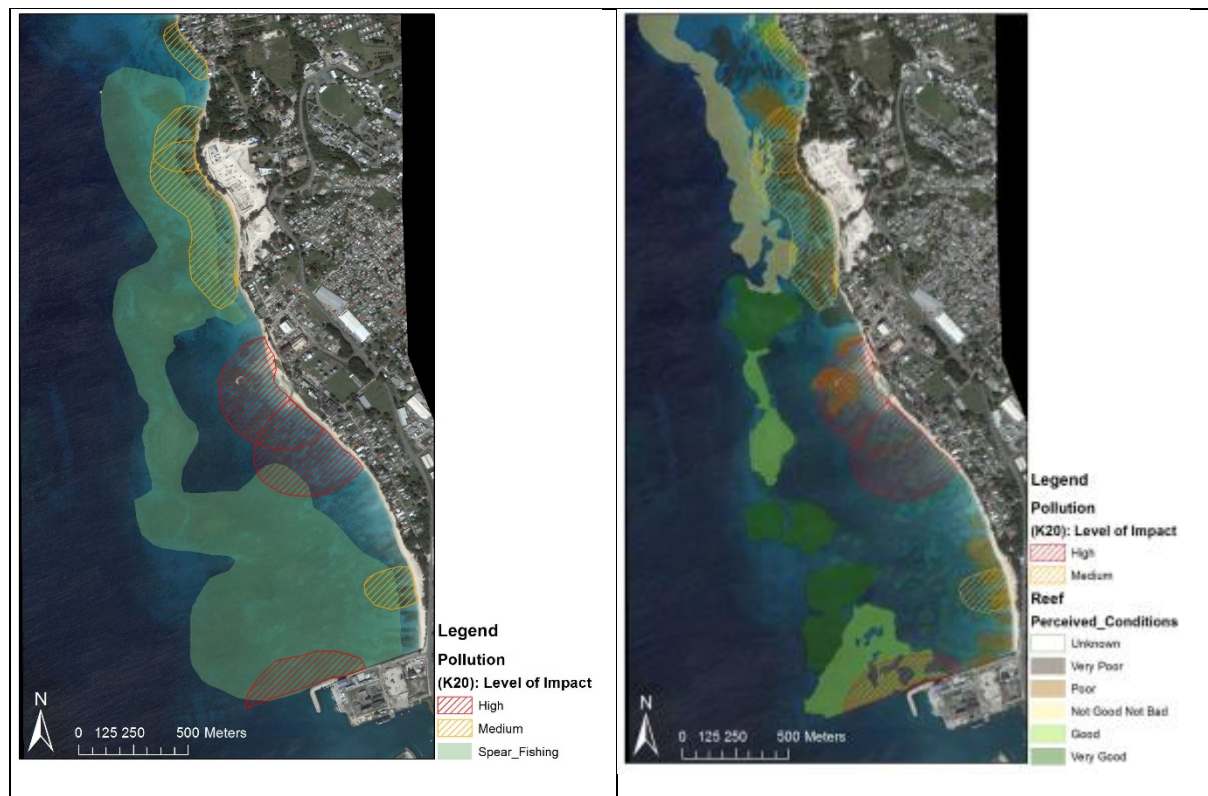 N
0 125 250 500 Meters
Legend
Pollution
(K20): Level of Impact
High
Medium
Spear_Fishing
N
0 125 250 500 Meters
Legend
Pollution
(K20): Level of Impact
High
Medium
Reef
Perceived_Conditions
Unknown
Very Poor
Poor
Not Good Not Bad
Good
Very Good